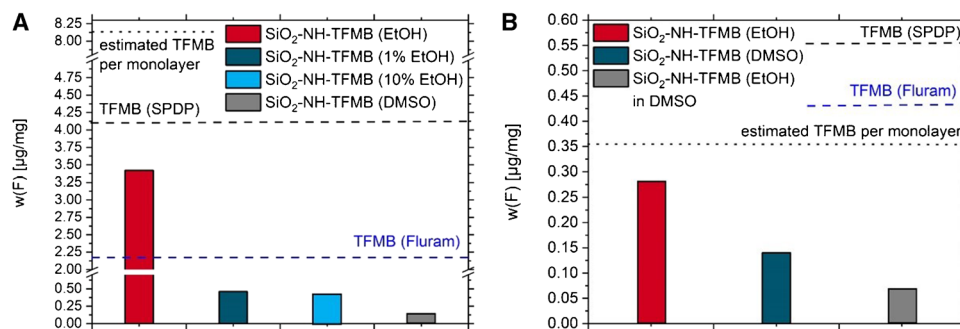 A
w(F) [µg/mg]
8.25
8.00
4.75
4.50
4.25
4.00
3.75
3.50
3.25
3.00
2.75
2.50
2.25
2.00
0.50
0.25
0.00
estimated TFMB
per monolayer
SiO2-NH-TFMB (EtOH)
SiO2-NH-TFMB (1% EtOH)
SiO2-NH-TFMB (10% EtOH)
SiO2-NH-TFMB (DMSO)
TFMB (SPDP)
TFMB (Fluram)
B
w(F) [µg/mg]
0.60
0.55
0.50
0.45
0.40
0.35
0.30
0.25
0.20
0.15
0.10
0.05
0.00
SiO2-NH-TFMB (EtOH)
SiO2-NH-TFMB (DMSO)
SiO2-NH-TFMB (EtOH)
in DMSO
TFMB (SPDP)
TFMB (Fluram)
estimated TFMB per monolayer